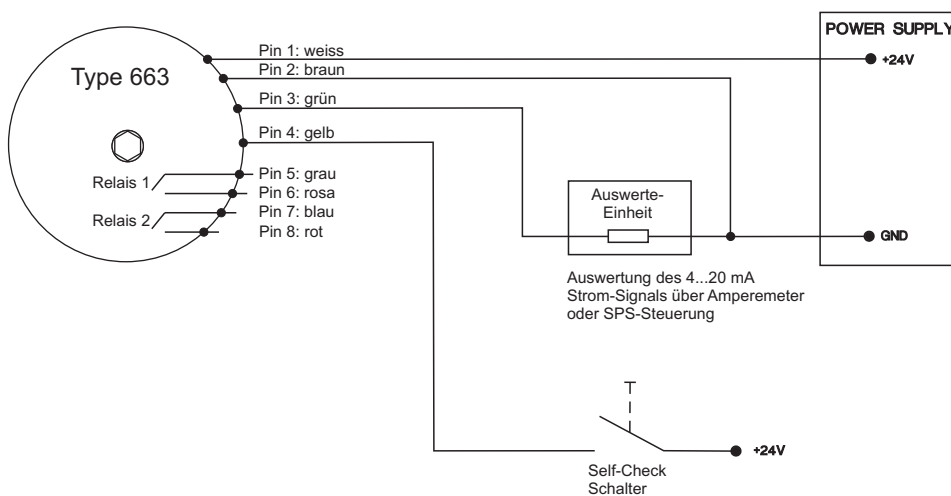 POWER SUPPLY
+24V
Pin 1: weiss
Pin 2: braun
Type 663
Pin 3: grün
Pin 4: gelb
Pin 5: grau
Relais 1
Pin 6: rosa
Pin 7: blau
Relais 2
Pin 8: rot
Auswerte-
Einheit
GND
Auswertung des 4...20 mA
Strom-Signals über Amperemeter
oder SPS-Steuerung
+24V
Self-Check
Schalter